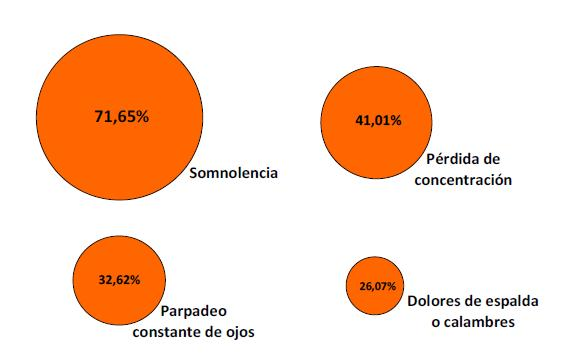 71,65%
Somnolencia
41,01%
Pérdida de
concentración
32,62%
Parpadeo
constante de ojos
26,07%
Dolores de espalda
o calambres